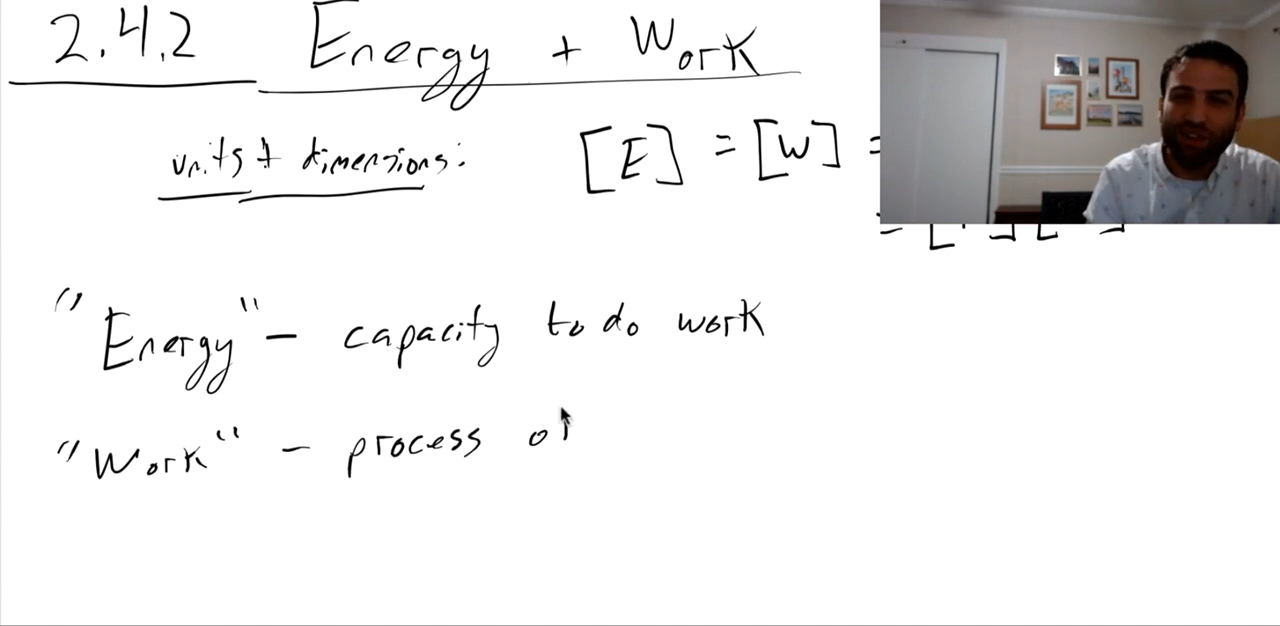 2.4.2 Energy + Work
units + dimensions: [E] = [W] =
= [ ] [ ]
"Energy" – capacity to do work
"Work" – process of